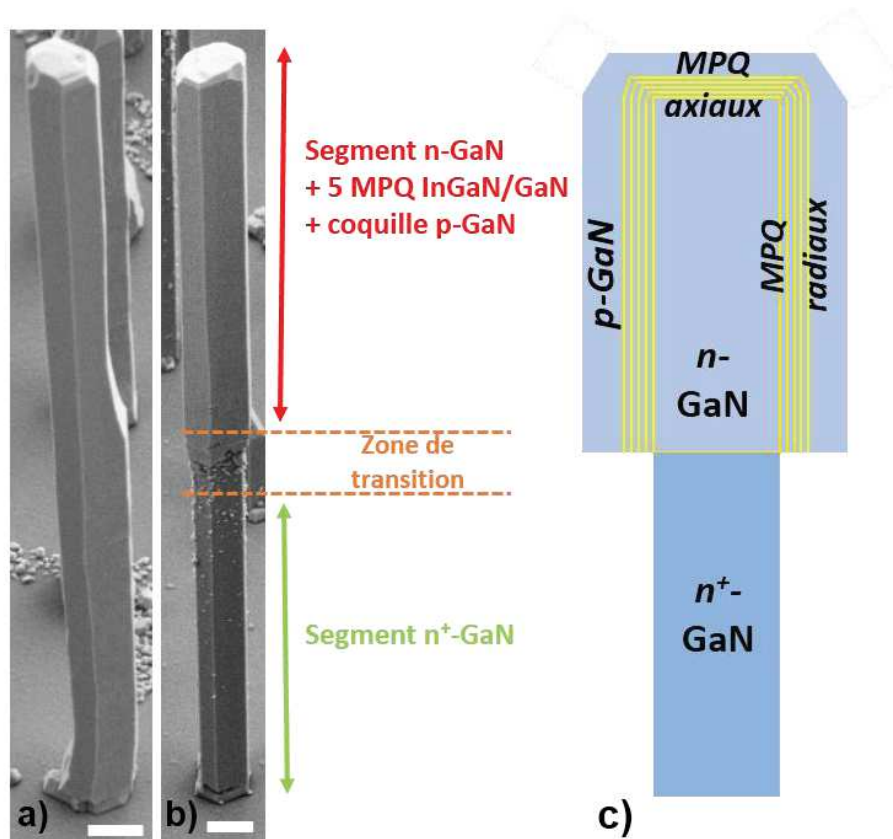 Segment n-GaN
+ 5 MPQ InGaN/GaN
+ coquille p-GaN
Zone de
transition
Segment n⁺-GaN
a)
b)
MPQ
axiaux
p-GaN
MPQ
radiaux
n-
GaN
n⁺-
GaN
c)